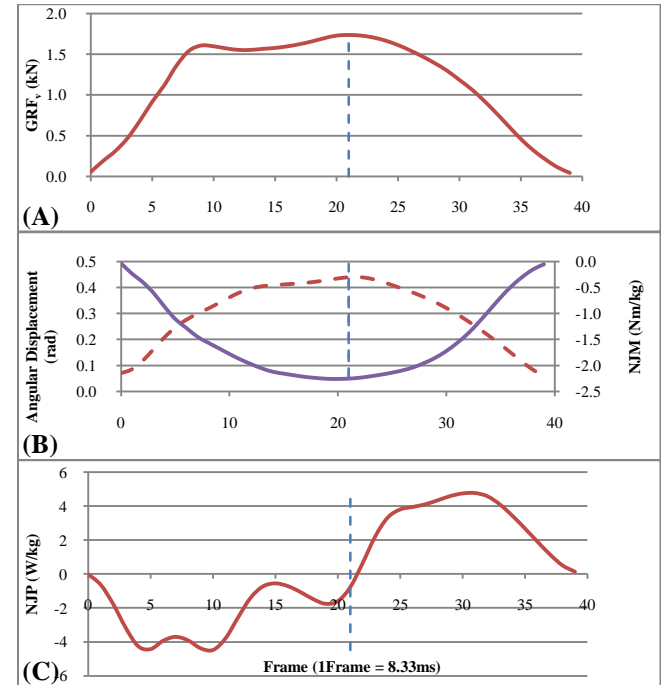 2.0
1.5
1.0
0.5
0.0
GRFv (kN)
0 5 10 15 20 25 30 35 40
(A)
0.5 0.0
0.4 -0.5
0.3 -1.0
0.2 -1.5
0.1 -2.0
0.0 -2.5
Angular Displacement
(rad)
NJM (Nm/kg)
0 10 20 30 40
(B)
6
4
2
0
-2
-4
-6
NJP (W/kg)
0 5 10 15 20 25 30 35 40
Frame (1Frame = 8.33ms)
(C)